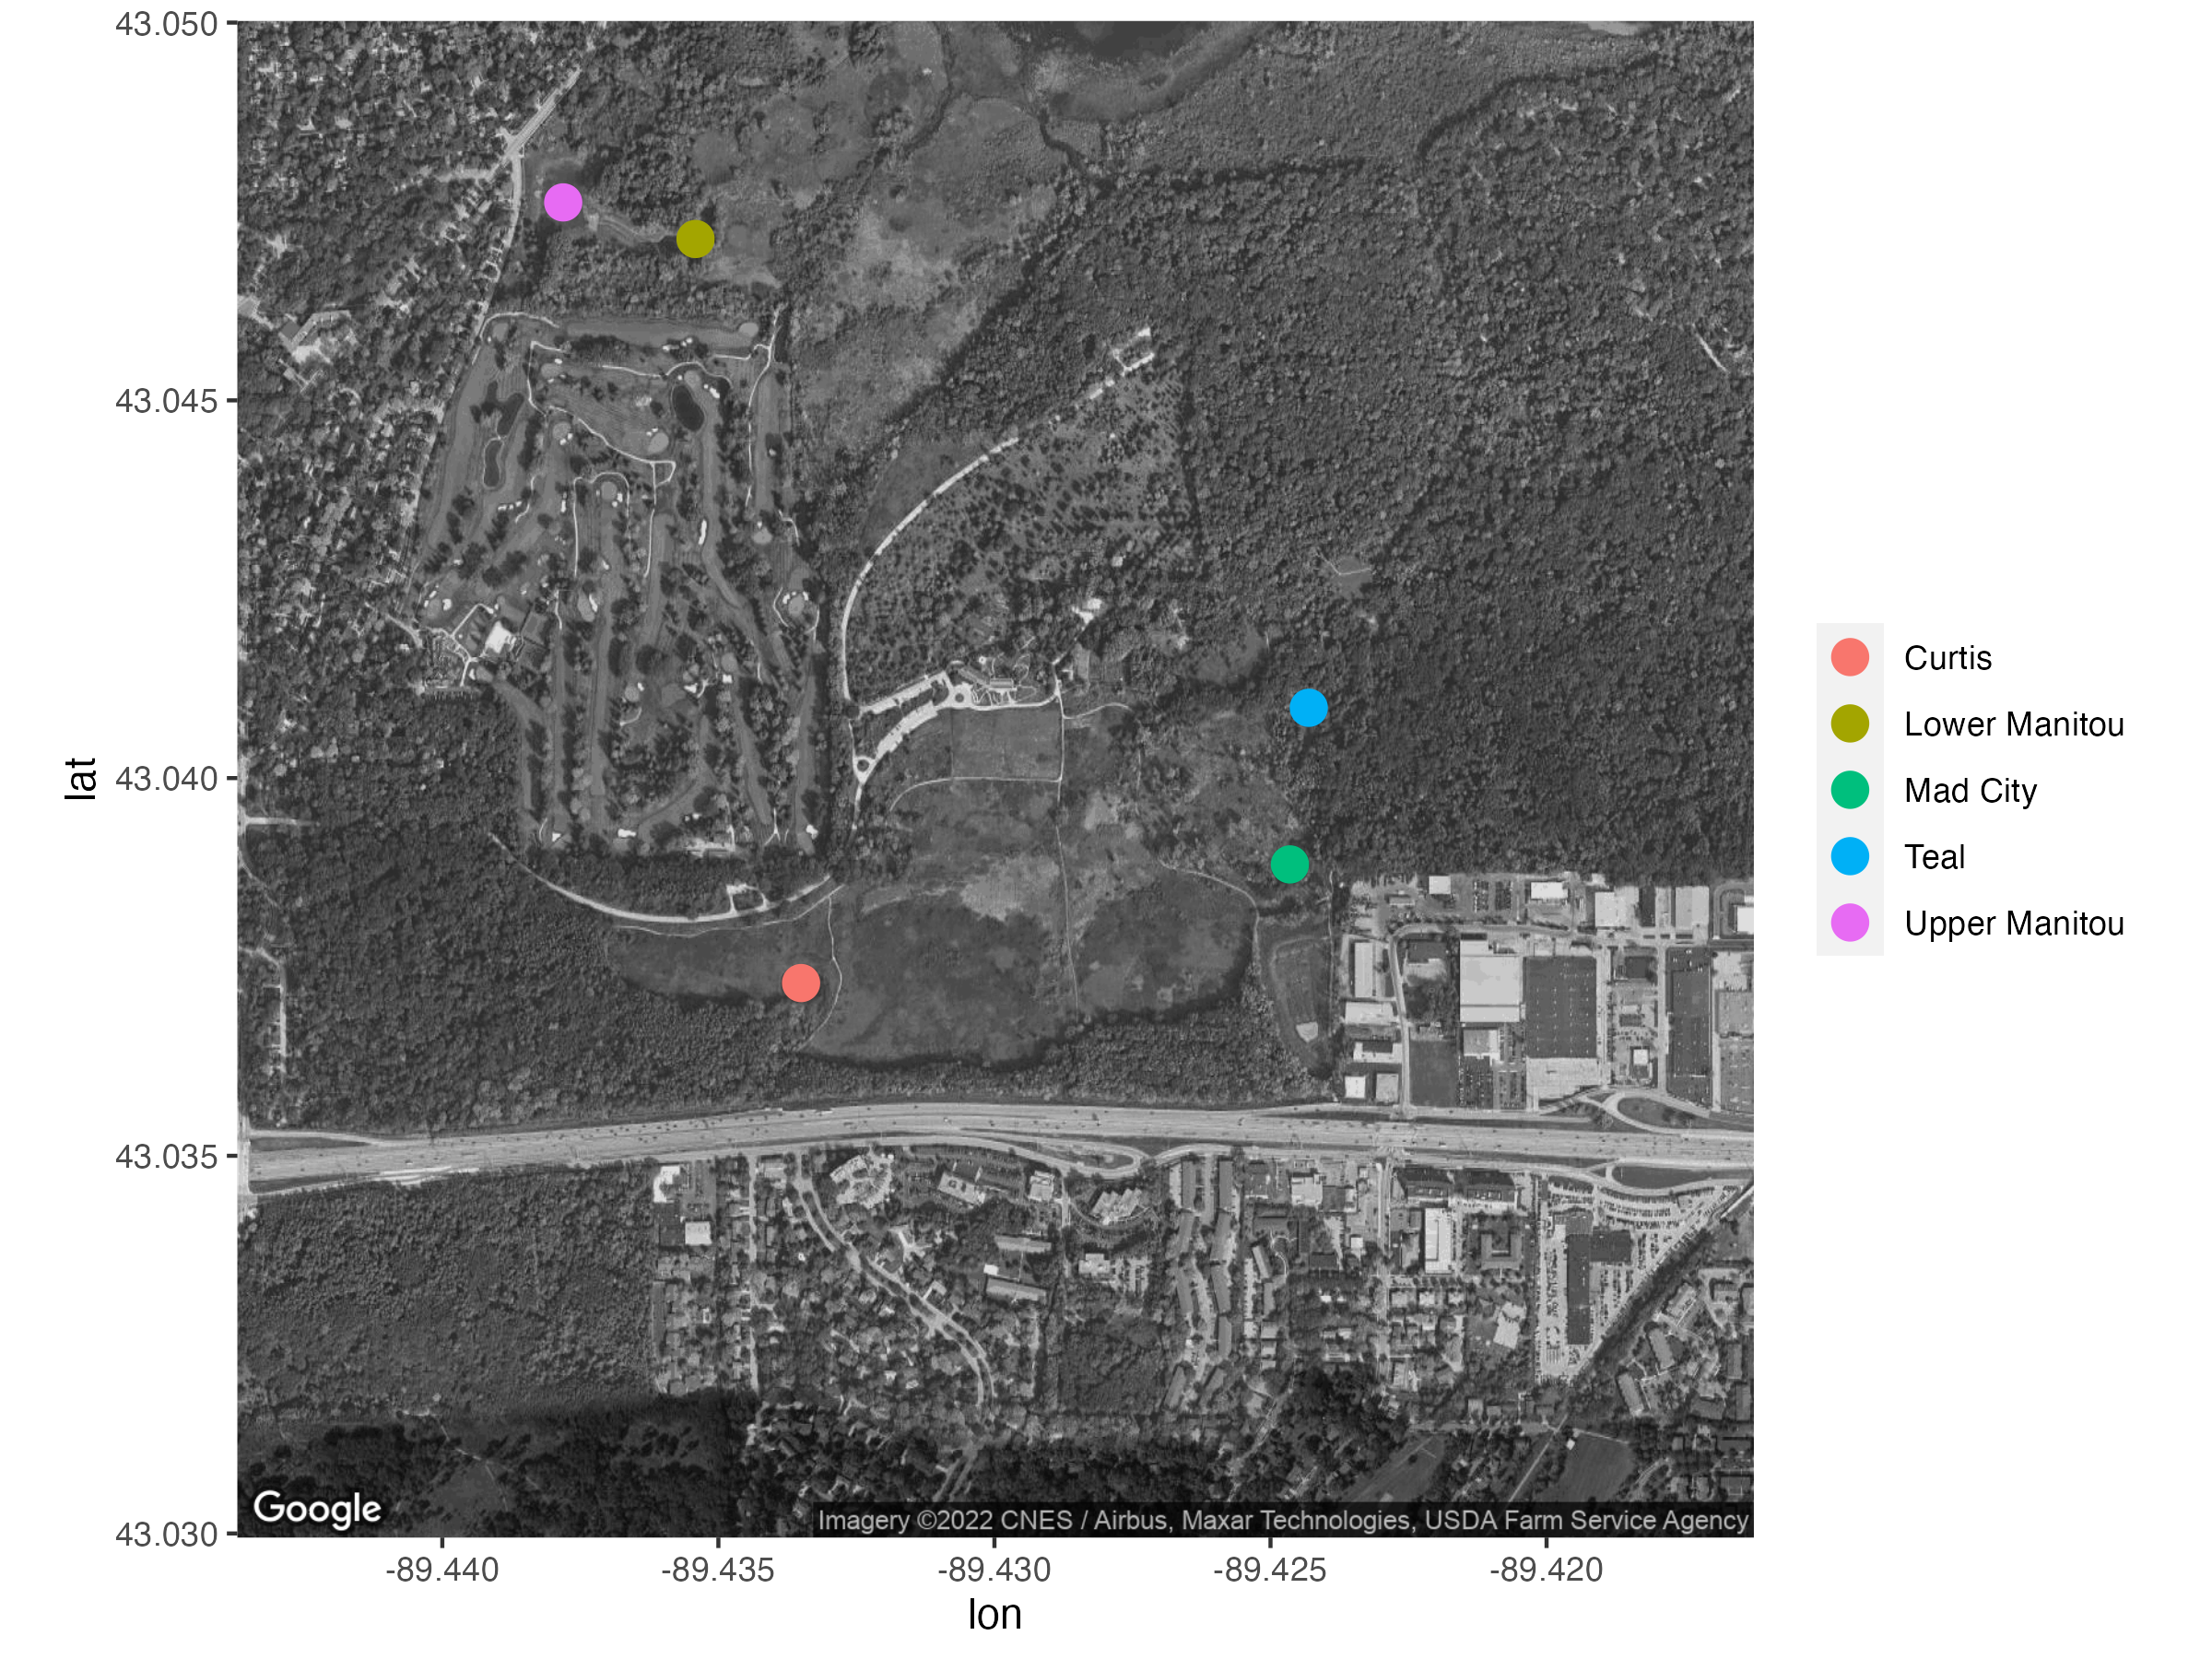 43.050
43.045
43.040
43.035
43.030
lat
-89.440
-89.435
-89.430
-89.425
-89.420
lon
Google
Imagery ©2022 CNES / Airbus, Maxar Technologies, USDA Farm Service Agency
Curtis
Lower Manitou
Mad City
Teal
Upper Manitou